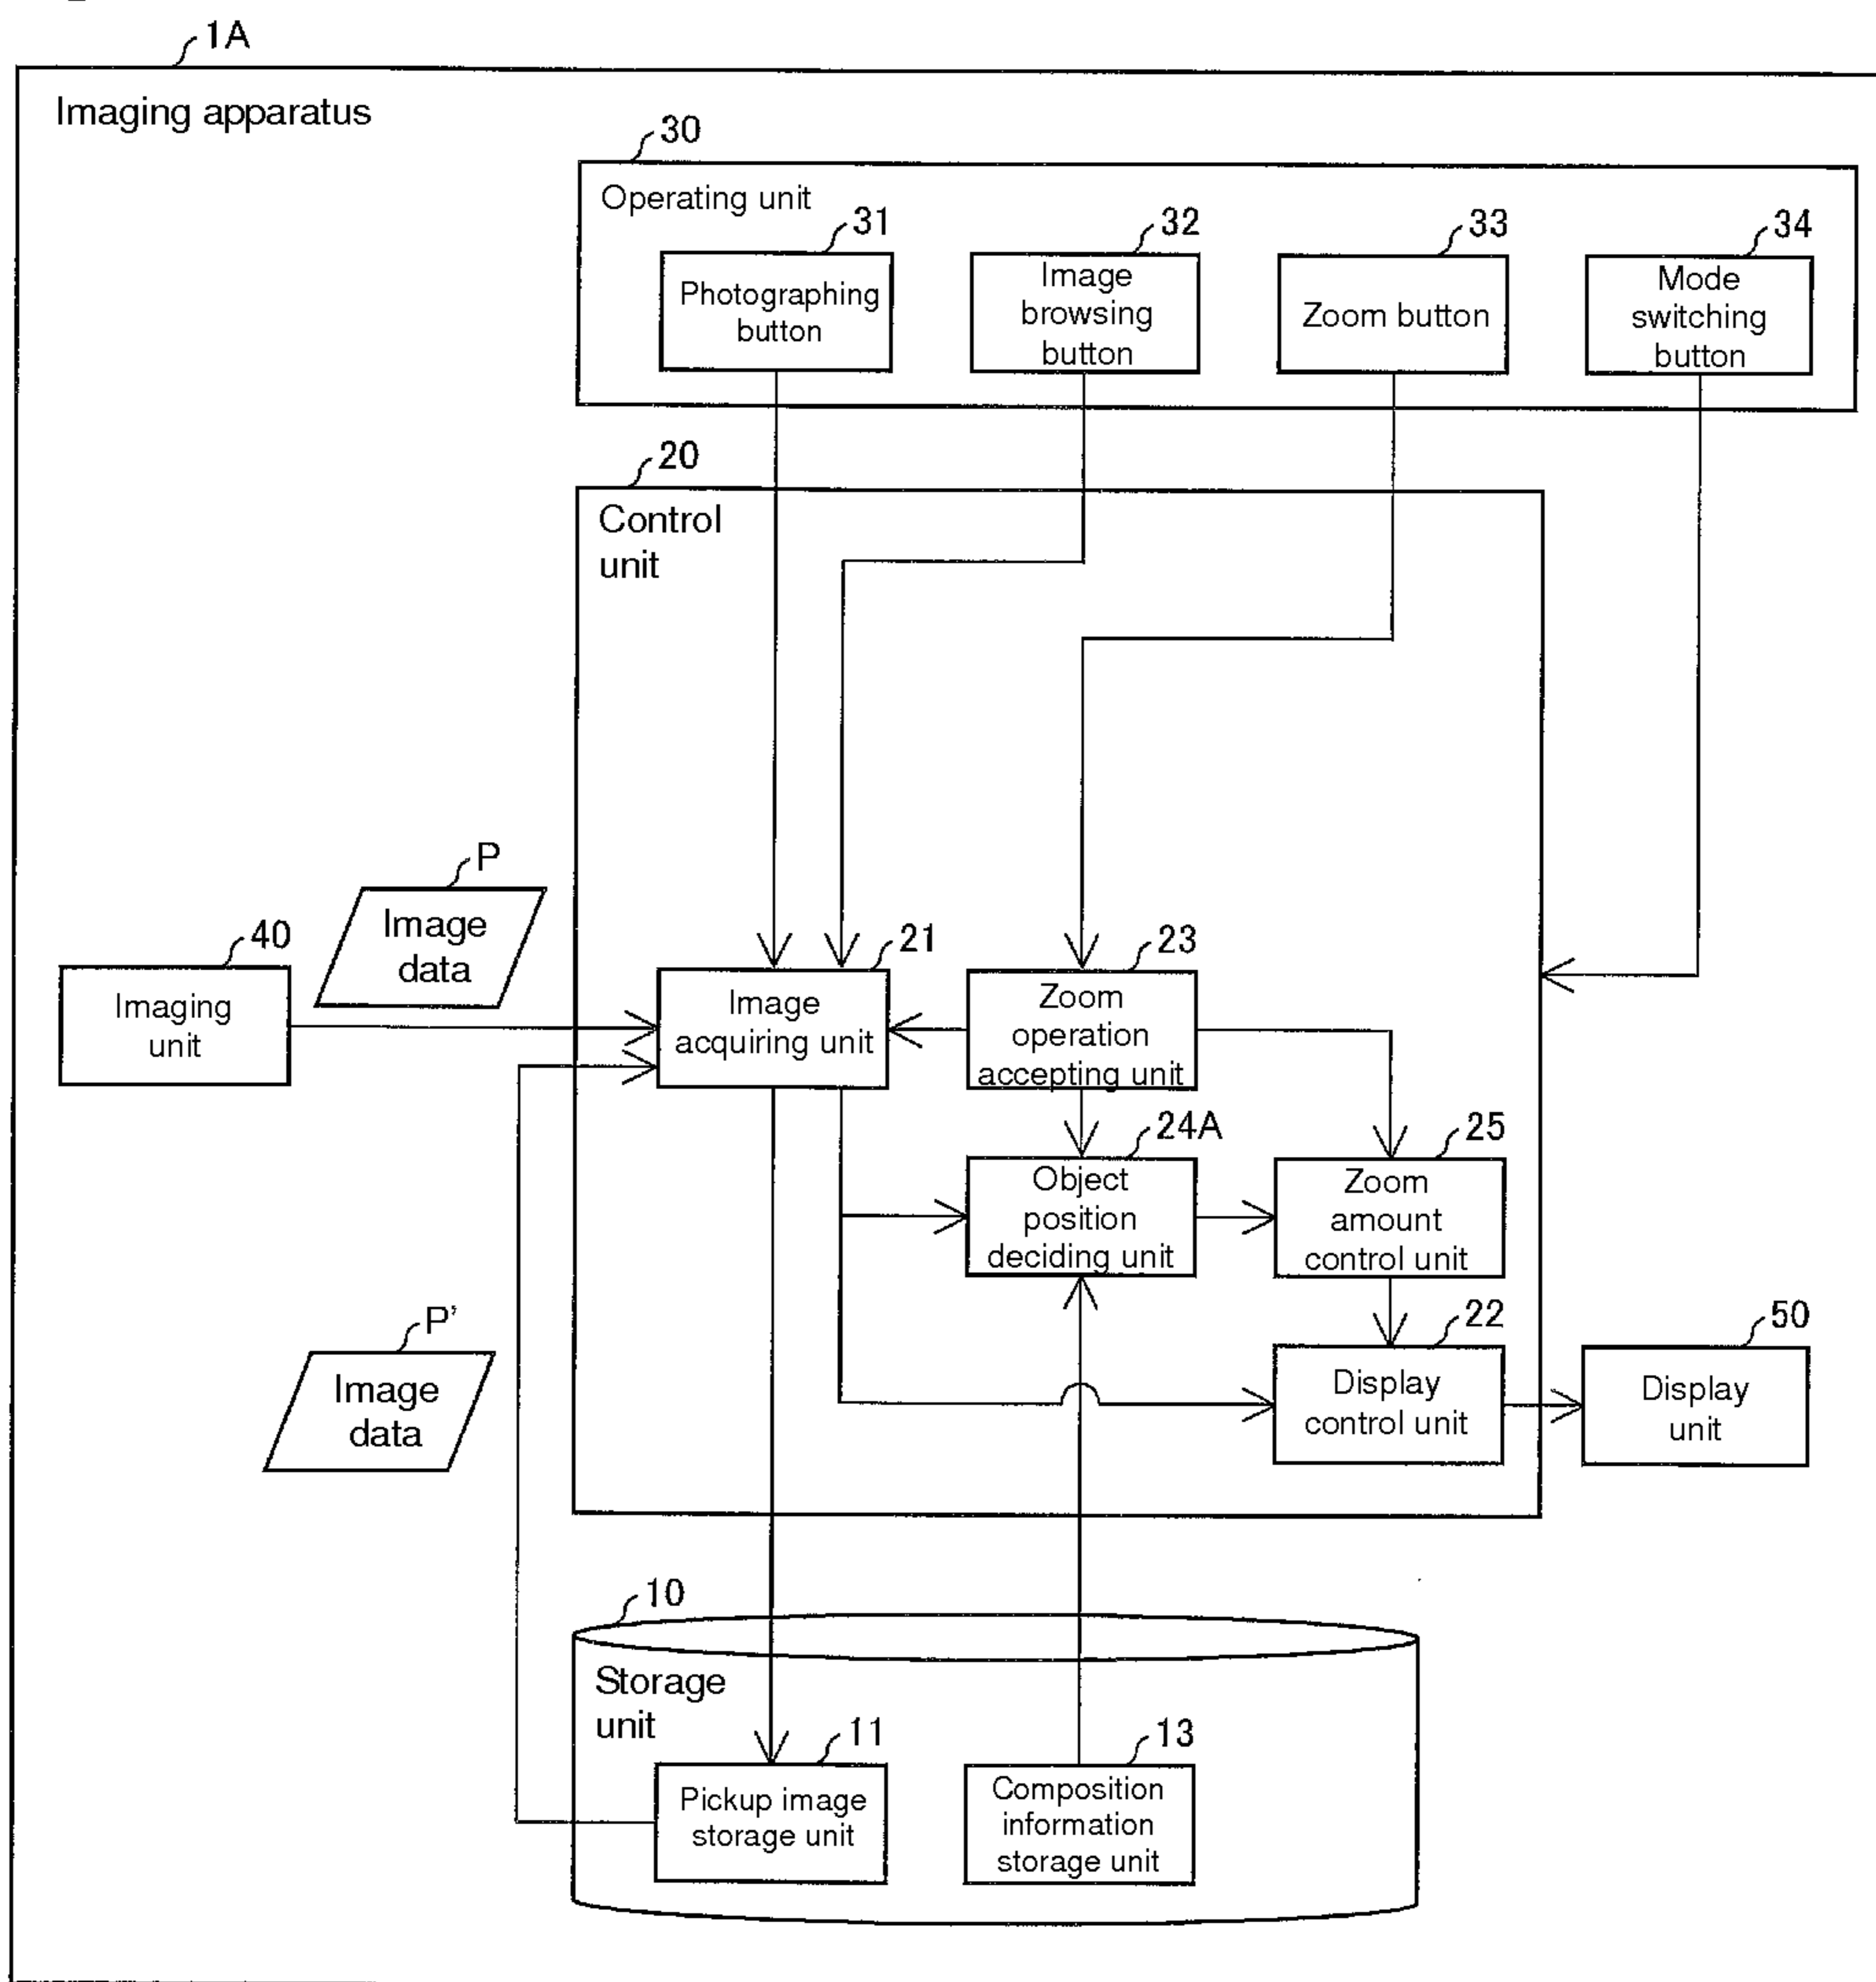 1A
Imaging apparatus
30
Operating unit
31
Photographing
button
32
Image
browsing
button
33
Zoom button
34
Mode
switching
button
20
Control
unit
P
Image
data
40
Imaging
unit
21
Image
acquiring unit
23
Zoom
operation
accepting unit
24A
Object
position
deciding unit
25
Zoom
amount
control unit
P'
Image
data
22
Display
control unit
50
Display
unit
10
Storage
unit
11
Pickup image
storage unit
13
Composition
information
storage unit